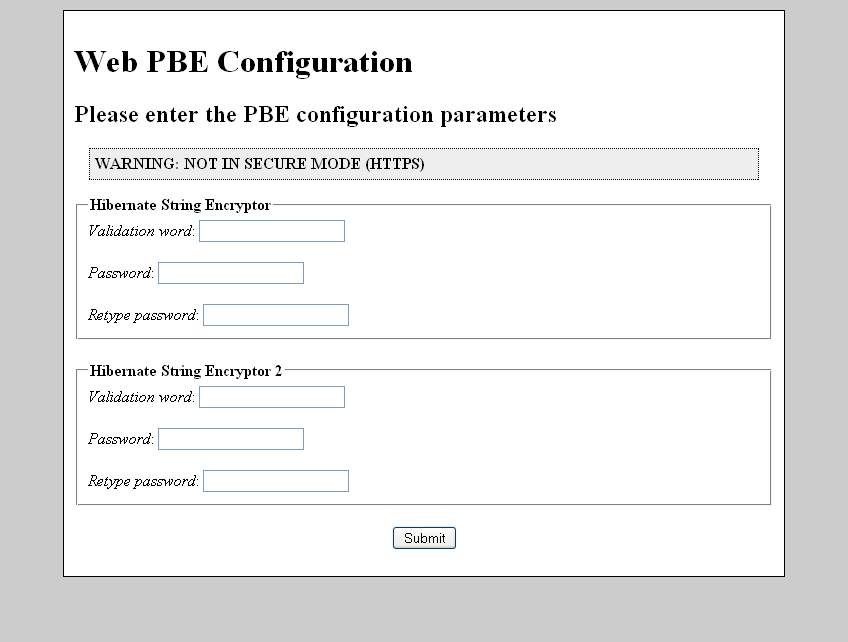 Web PBE Configuration
Please enter the PBE configuration parameters
WARNING: NOT IN SECURE MODE (HTTPS)
Hibernate String Encryptor
Validation word:
Password:
Retype password:
Hibernate String Encryptor 2
Validation word:
Password:
Retype password:
Submit